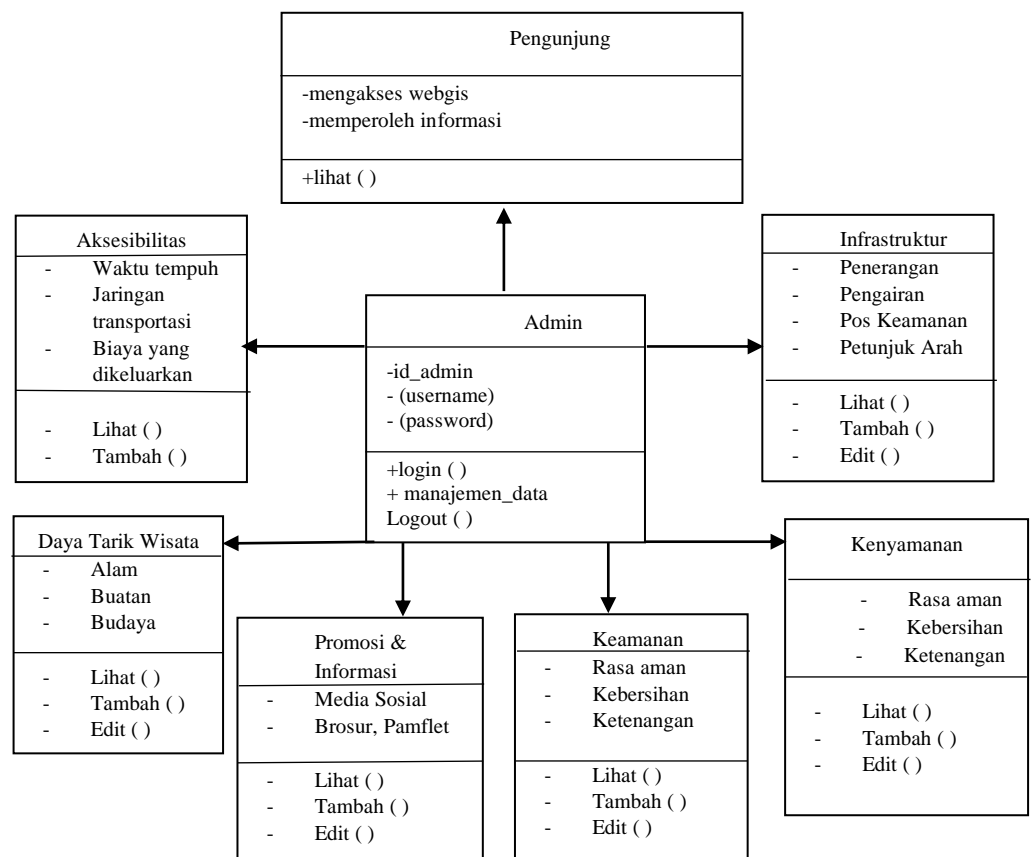 Pengunjung
-mengakses webgis
-memperoleh informasi
+lihat ( )
Aksesibilitas
- Waktu tempuh
- Jaringan
transportasi
- Biaya yang
dikeluarkan
- Lihat ( )
- Tambah ( )
Admin
-id_admin
- (username)
- (password)
+login ( )
+ manajemen_data
Logout ( )
Infrastruktur
- Penerangan
- Pengairan
- Pos Keamanan
- Petunjuk Arah
- Lihat ( )
- Tambah ( )
- Edit ( )
Daya Tarik Wisata
- Alam
- Buatan
- Budaya
- Lihat ( )
- Tambah ( )
- Edit ( )
Promosi &
Informasi
- Media Sosial
- Brosur, Pamflet
- Lihat ( )
- Tambah ( )
- Edit ( )
Keamanan
- Rasa aman
- Kebersihan
- Ketenangan
- Lihat ( )
- Tambah ( )
- Edit ( )
Kenyamanan
- Rasa aman
- Kebersihan
- Ketenangan
- Lihat ( )
- Tambah ( )
- Edit ( )